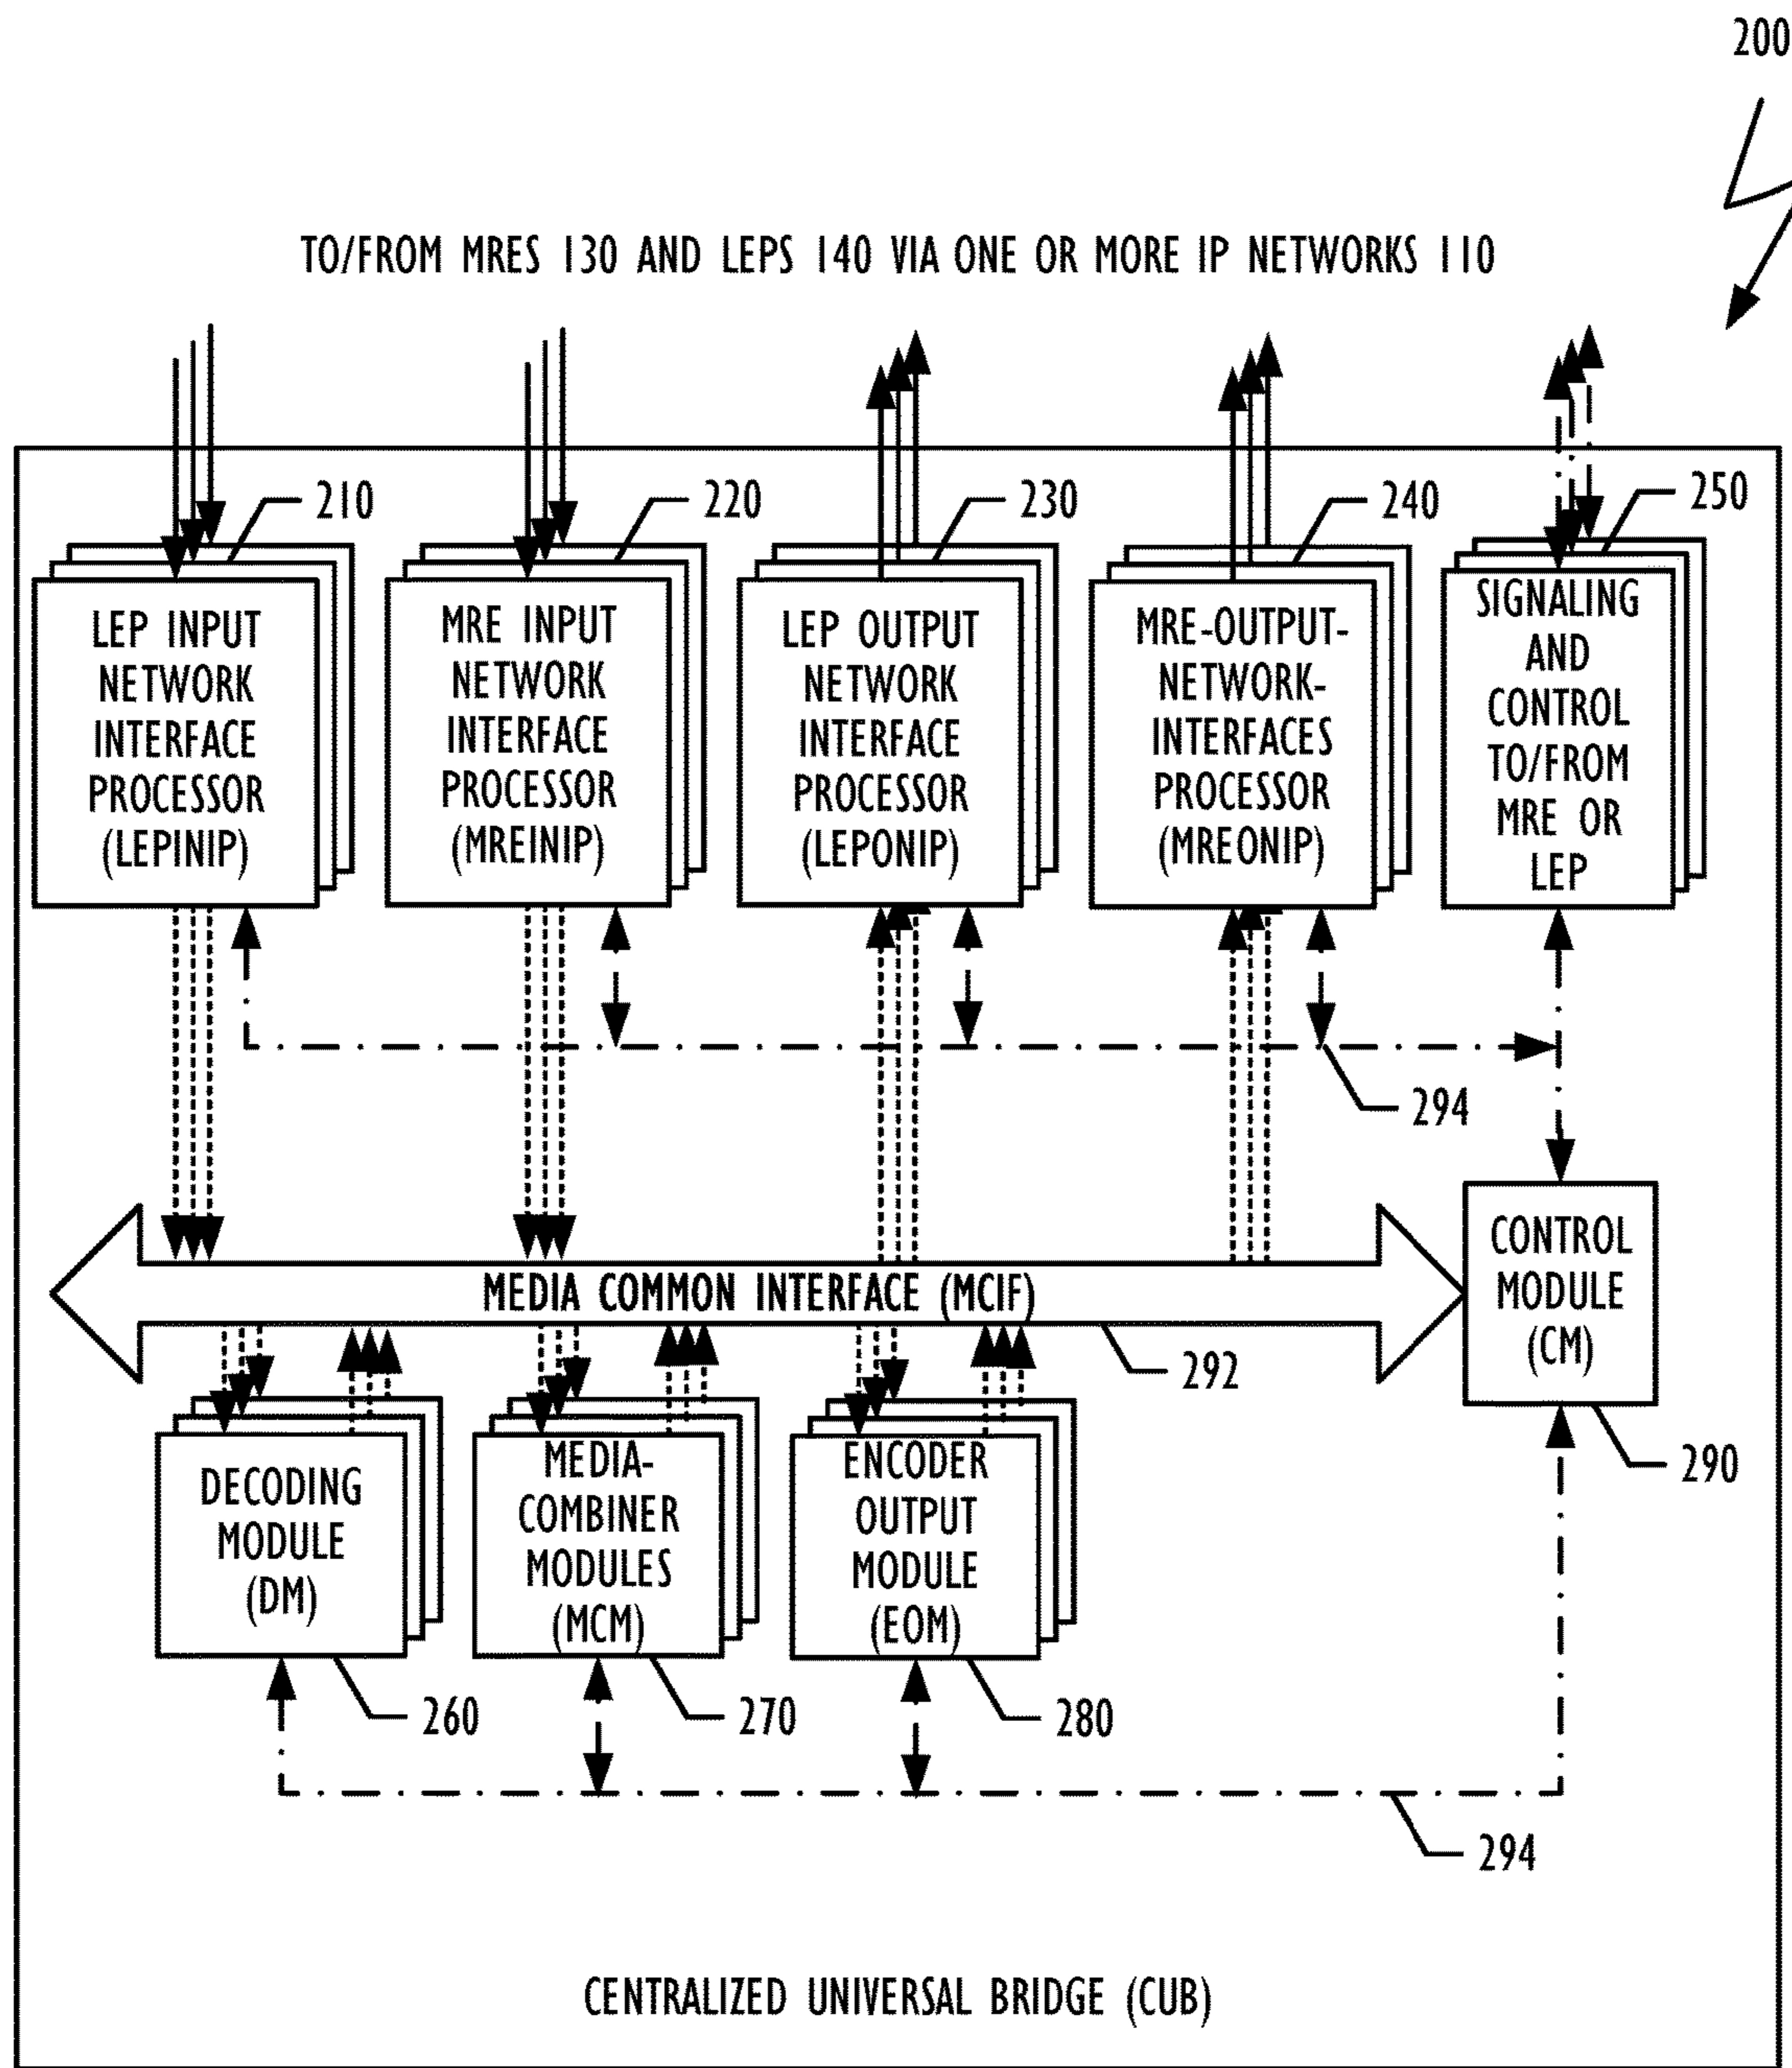 200
TO/FROM MRES 130 AND LEPS 140 VIA ONE OR MORE IP NETWORKS 110
210
220
230
240
250
LEP INPUT
NETWORK
INTERFACE
PROCESSOR
(LEPINIP)
MRE INPUT
NETWORK
INTERFACE
PROCESSOR
(MREINIP)
LEP OUTPUT
NETWORK
INTERFACE
PROCESSOR
(LEPONIP)
MRE-OUTPUT-
NETWORK-
INTERFACES
PROCESSOR
(MREONIP)
SIGNALING
AND
CONTROL
TO/FROM
MRE OR
LEP
294
MEDIA COMMON INTERFACE (MCIF)
292
CONTROL
MODULE
(CM)
290
DECODING
MODULE
(DM)
MEDIA-
COMBINER
MODULES
(MCM)
ENCODER
OUTPUT
MODULE
(EOM)
260
270
280
294
CENTRALIZED UNIVERSAL BRIDGE (CUB)